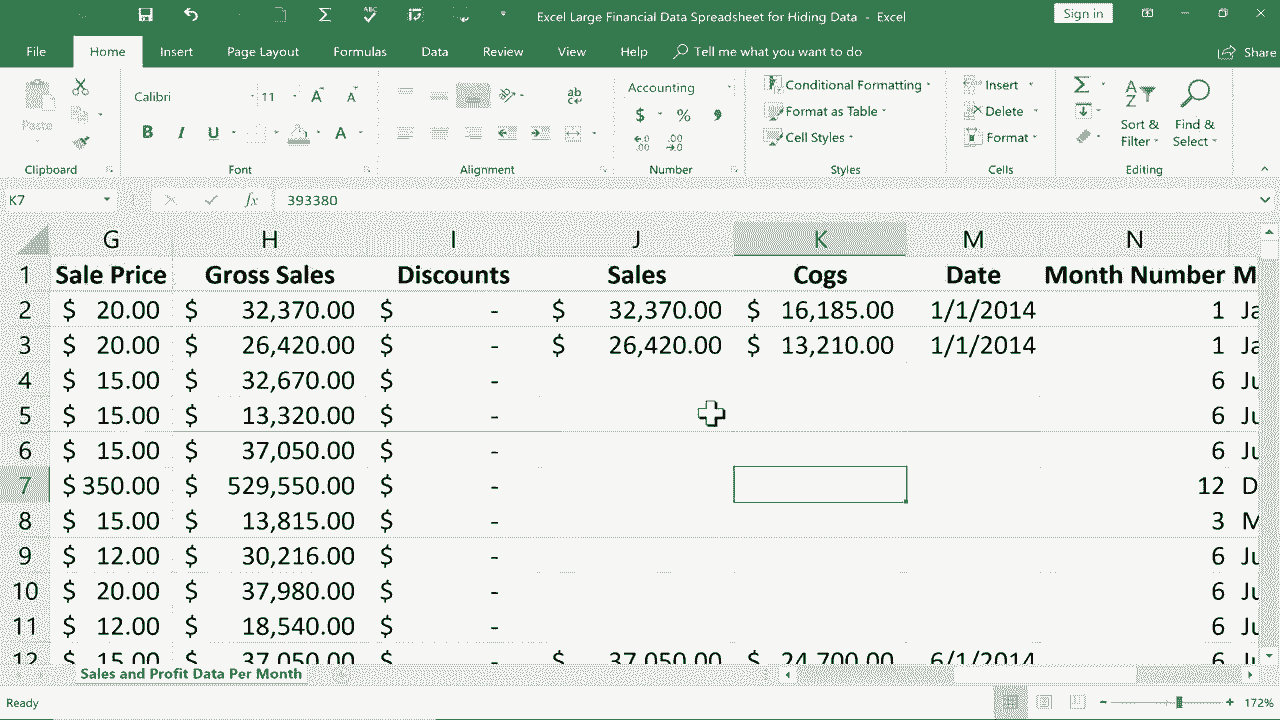 Excel Large Financial Data Spreadsheet for Hiding Data - Excel
Sign in
File Home Insert Page Layout Formulas Data Review View Help Tell me what you want to do Share
Paste
Calibri 11 A A
ab
Accounting
Conditional Formatting
Insert
Format as Table
Delete
B I U A
$ % ,
Cell Styles
Format
Sort & Filter
Find & Select
Clipboard Font Alignment Number Styles Cells Editing
K7 fx 393380
G H I J K M N
1 Sale Price Gross Sales Discounts Sales Cogs Date Month Number M
2 $ 20.00 $ 32,370.00 $ - $ 32,370.00 $ 16,185.00 1/1/2014 1 Ja
3 $ 20.00 $ 26,420.00 $ - $ 26,420.00 $ 13,210.00 1/1/2014 1 Ja
4 $ 15.00 $ 32,670.00 $ - 6 Ju
5 $ 15.00 $ 13,320.00 $ - 6 Ju
6 $ 15.00 $ 37,050.00 $ - 6 Ju
7 $ 350.00 $ 529,550.00 $ - 12 D
8 $ 15.00 $ 13,815.00 $ - 3 M
9 $ 12.00 $ 30,216.00 $ - 6 Ju
10 $ 20.00 $ 37,980.00 $ - 6 Ju
11 $ 12.00 $ 18,540.00 $ - 6 Ju
12 $ 15.00 $ 37,050.00 $ - $ 37,050.00 $ 24,700.00 6/1/2014 6 Ju
Sales and Profit Data Per Month
Ready
172%